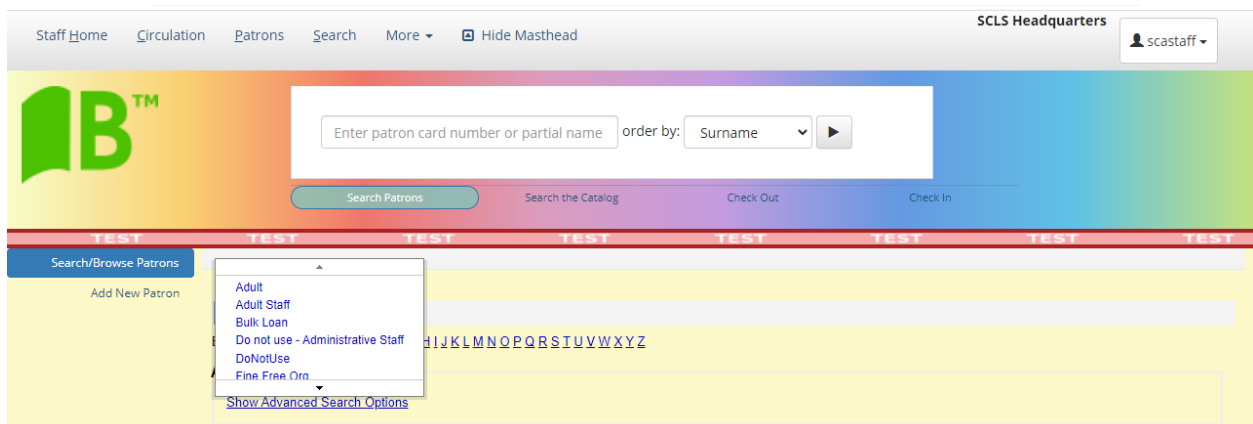 SCLS Headquarters
Staff Home Circulation Patrons Search More Hide Masthead scastaff
B™
Enter patron card number or partial name order by: Surname
Search Patrons Search the Catalog Check Out Check In
TEST TEST TEST TEST TEST TEST TEST TEST
Search/Browse Patrons
Add New Patron
Adult
Adult Staff
Bulk Loan
Do not use - Administrative Staff
H I J K L M N O P Q R S T U V W X Y Z
DoNotUse
Fine Free Org
Show Advanced Search Options